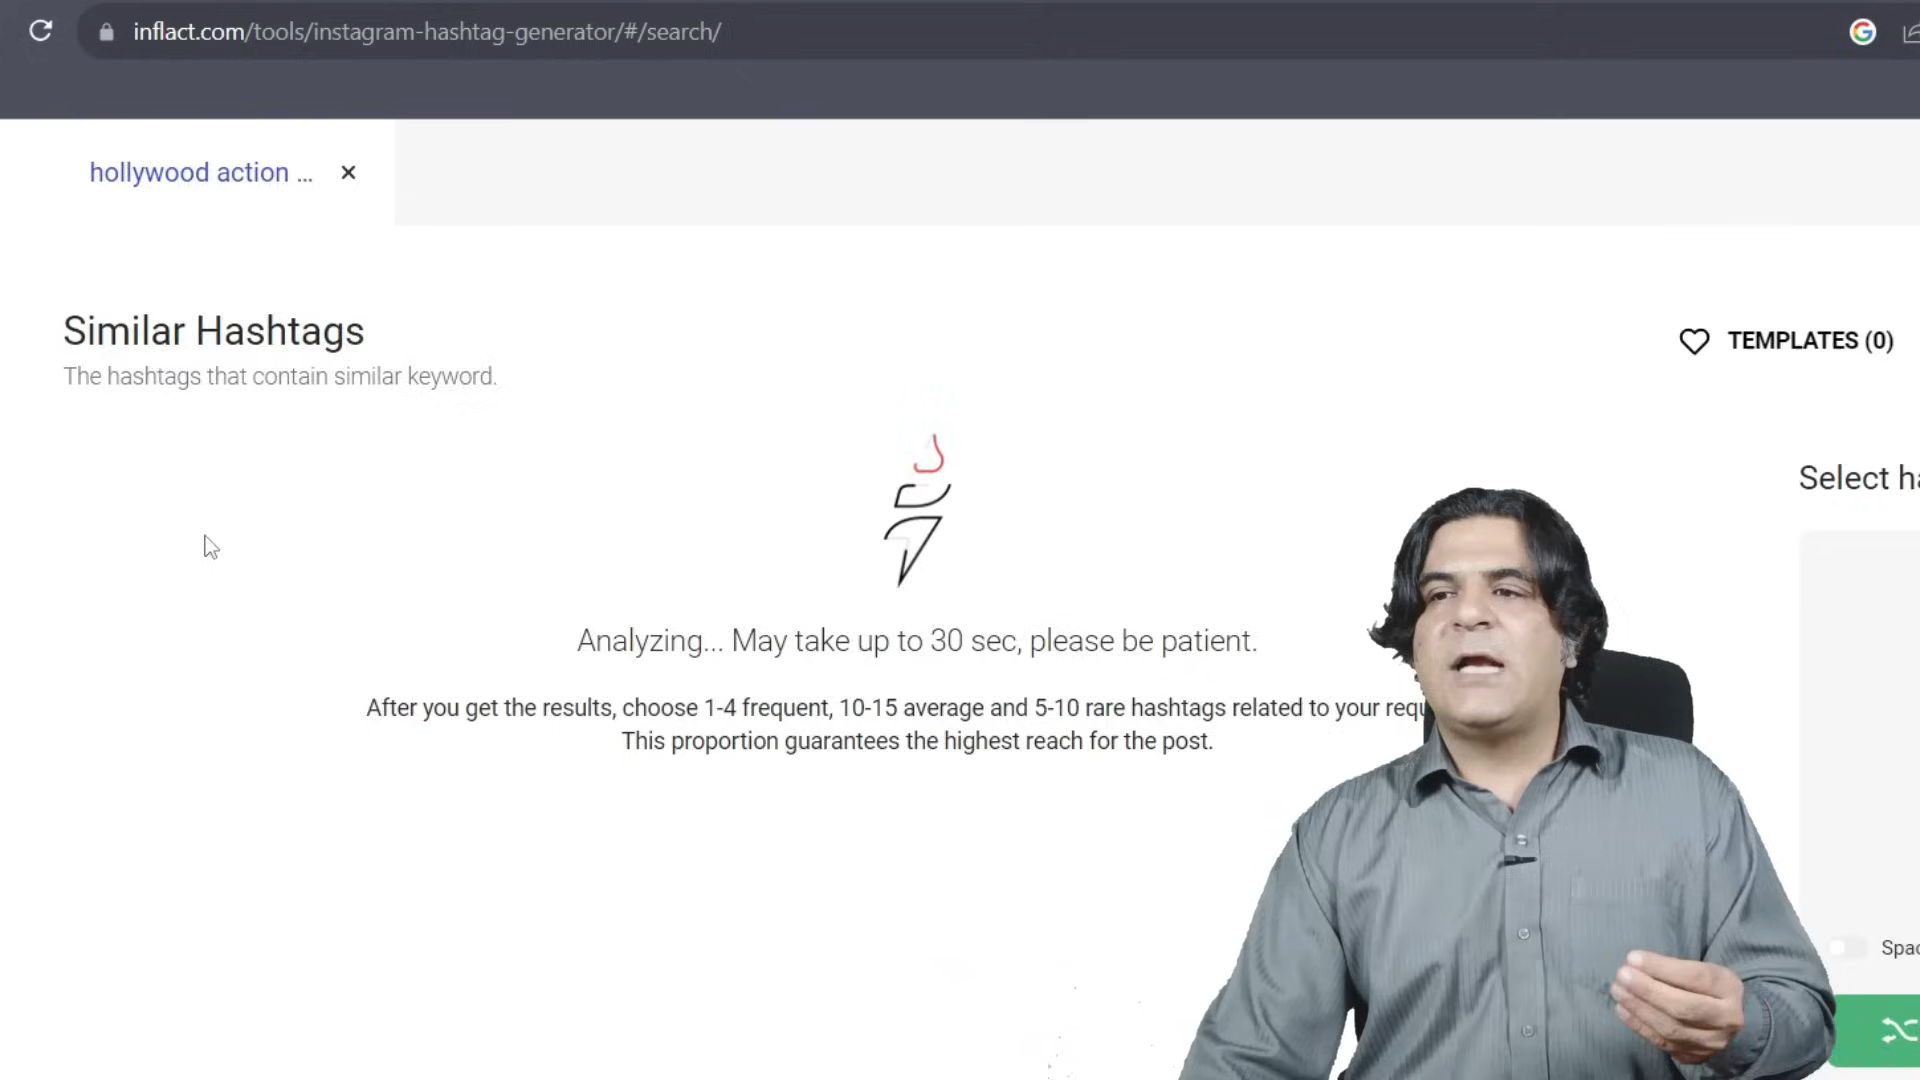 inflact.com/tools/instagram-hashtag-generator/#/search/
hollywood action ...
Similar Hashtags
The hashtags that contain similar keyword.
TEMPLATES (0)
Select
Analyzing... May take up to 30 sec, please be patient.
After you get the results, choose 1-4 frequent, 10-15 average and 5-10 rare hashtags related to your
This proportion guarantees the highest reach for the post.